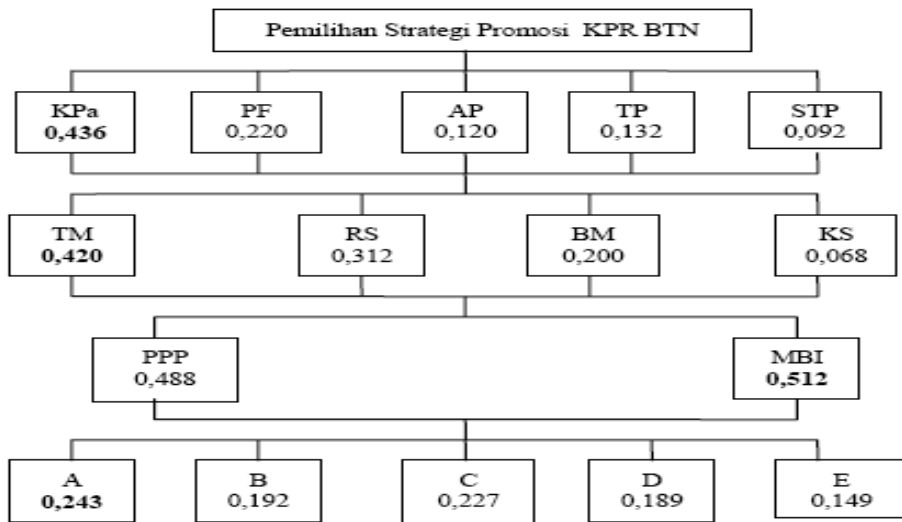 Pemilihan Strategi Promosi KPR BTN
KPa
0,436
PF
0,220
AP
0,120
TP
0,132
STP
0,092
TM
0,420
RS
0,312
BM
0,200
KS
0,068
PPP
0,488
MBI
0,512
A
0,243
B
0,192
C
0,227
D
0,189
E
0,149